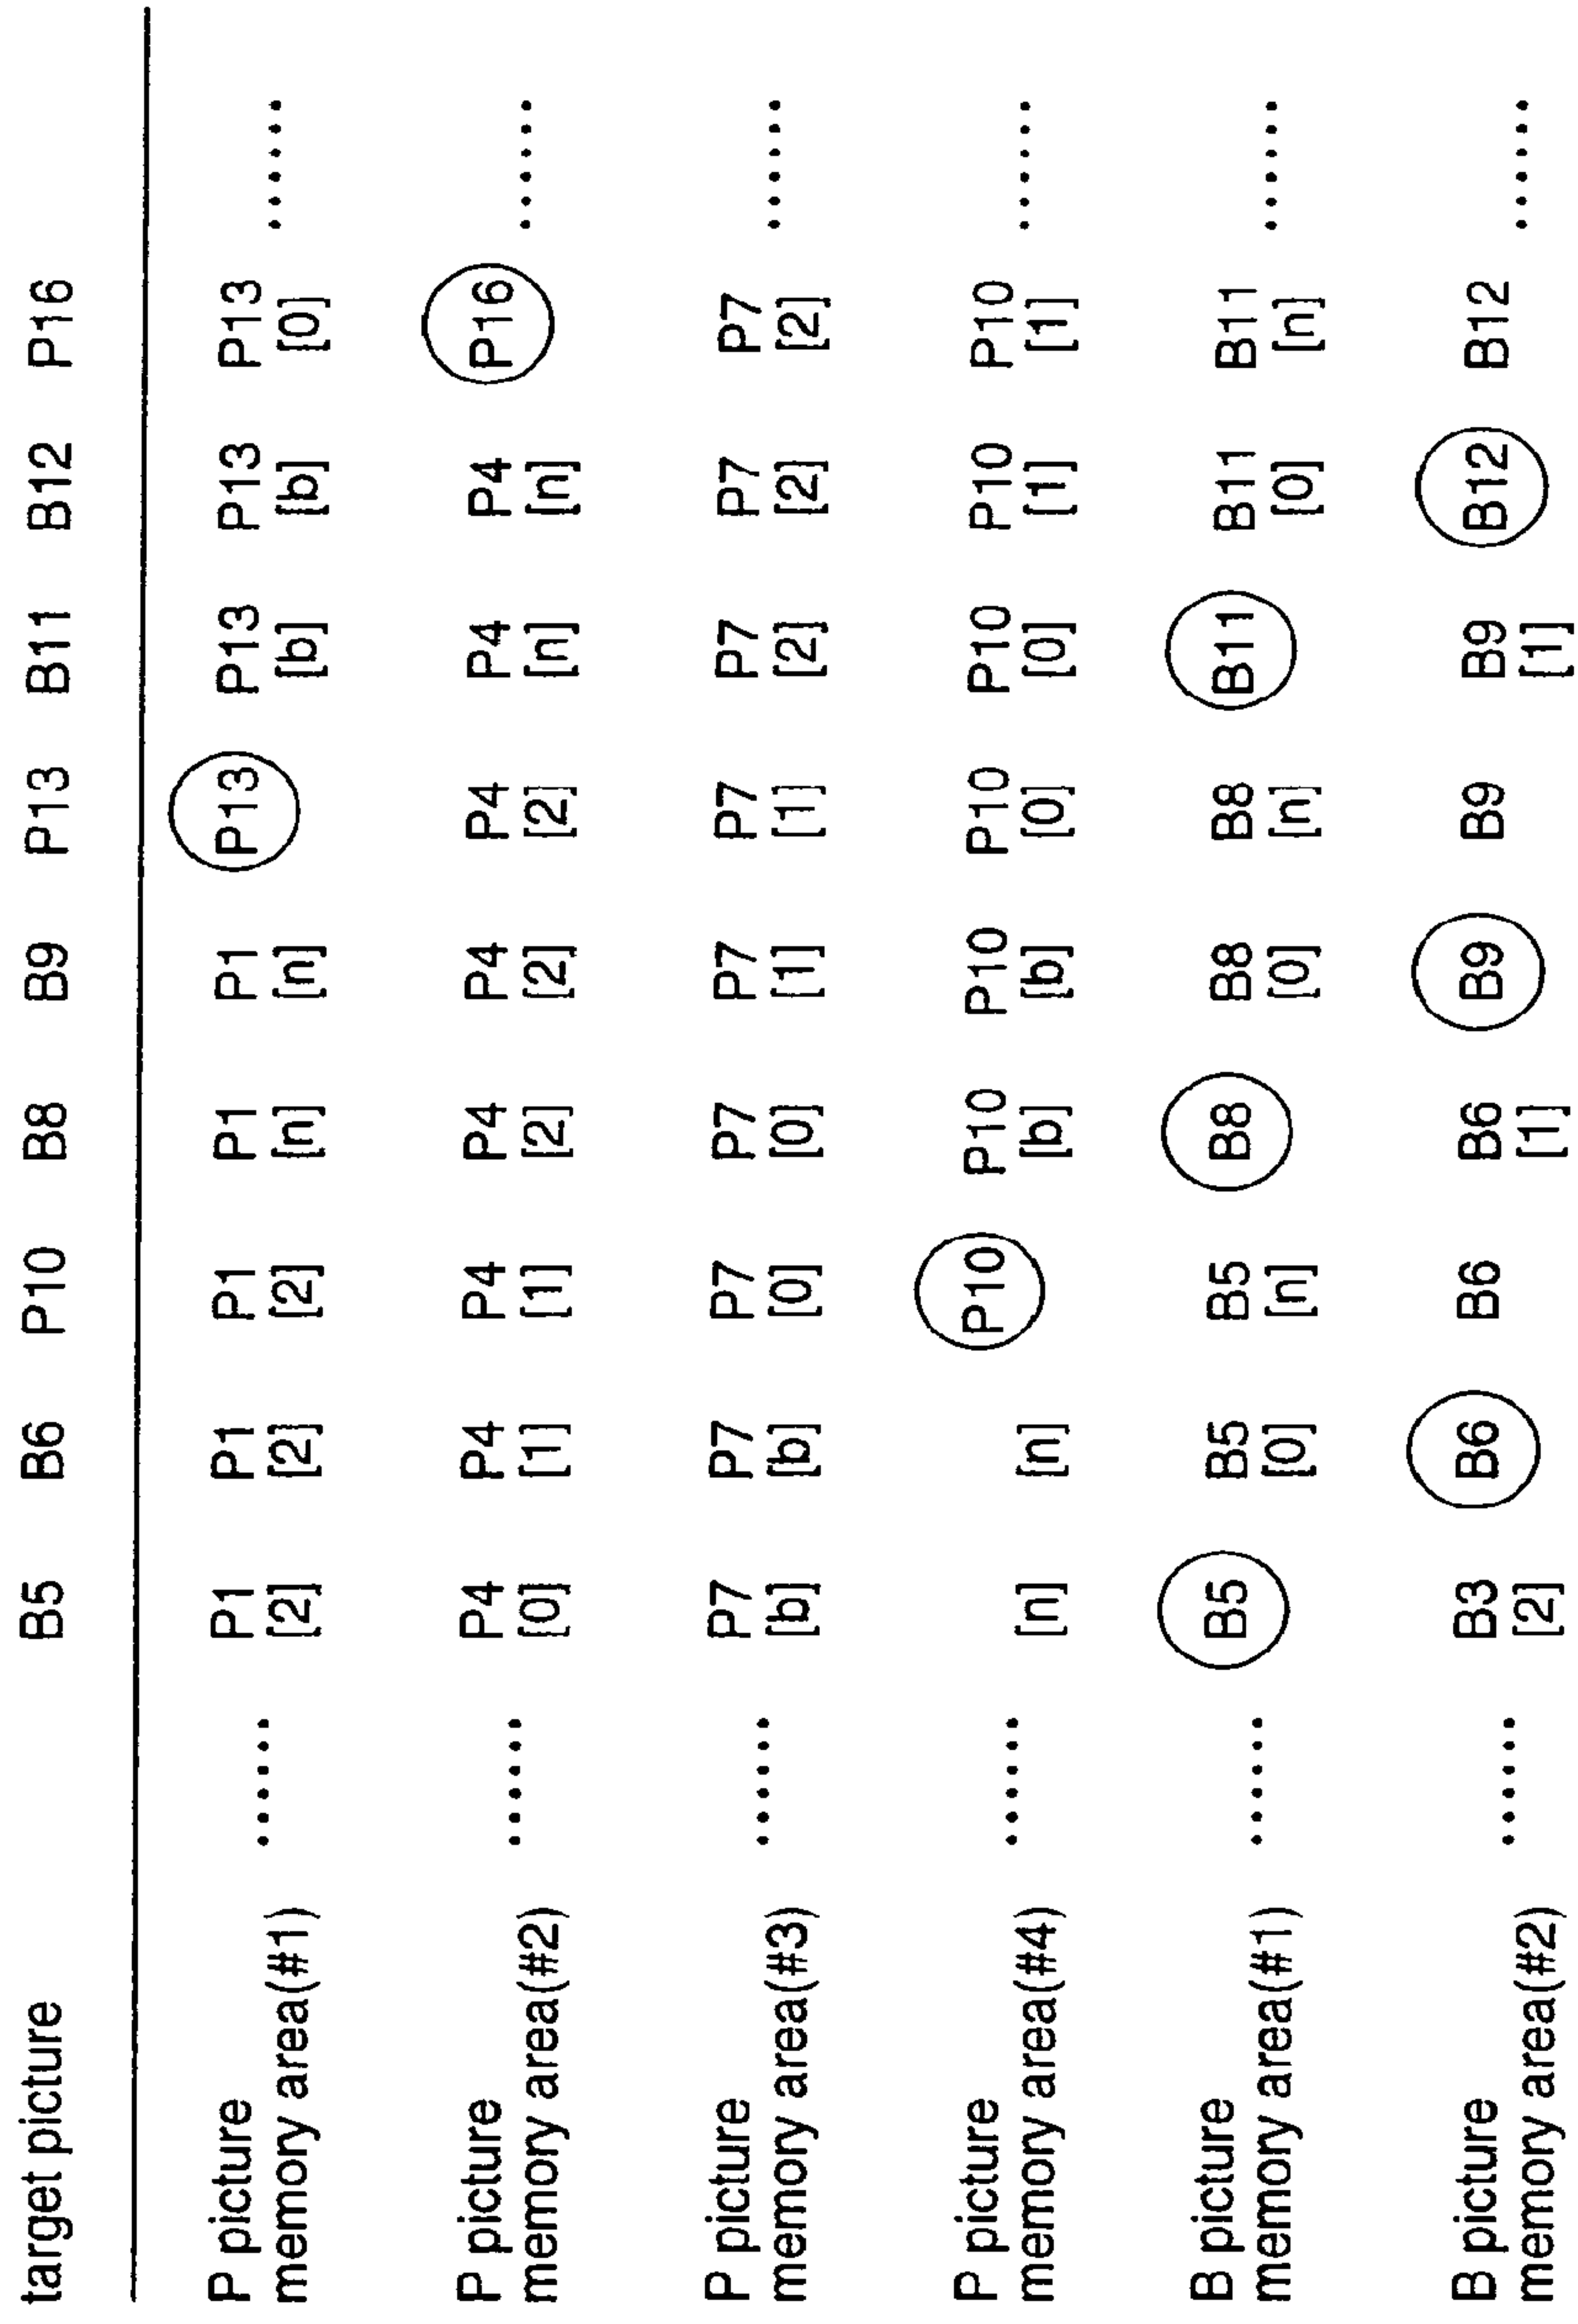 target picture B5 B6 P10 B8 B9 P13 B11 B12 P16
P picture P1 P1 P1 P1 P1 P13 P13 P13 P13
memory area(#1) ...... [2] [2] [2] [n] [n] [b] [b] [0] ......
P picture P4 P4 P4 P4 P4 P4 P4 P4 P16
memory area(#2) ...... [0] [1] [1] [2] [2] [2] [n] [n] ......
P picture P7 P7 P7 P7 P7 P7 P7 P7 P7
memory area(#3) ...... [b] [b] [0] [0] [1] [1] [2] [2] [2] ......
P picture P10 P10 P10 P10 P10 P10 P10
memory area(#4) ...... [n] [n] [b] [b] [0] [0] [1] [1] ......
B picture B5 B5 B5 B8 B8 B8 B11 B11 B11
memory area(#1) ...... [0] [n] [0] [n] [0] [n] ......
B picture B3 B6 B6 B6 B9 B9 B9 B12 B12
memory area(#2) ...... [2] [1] [1] ......